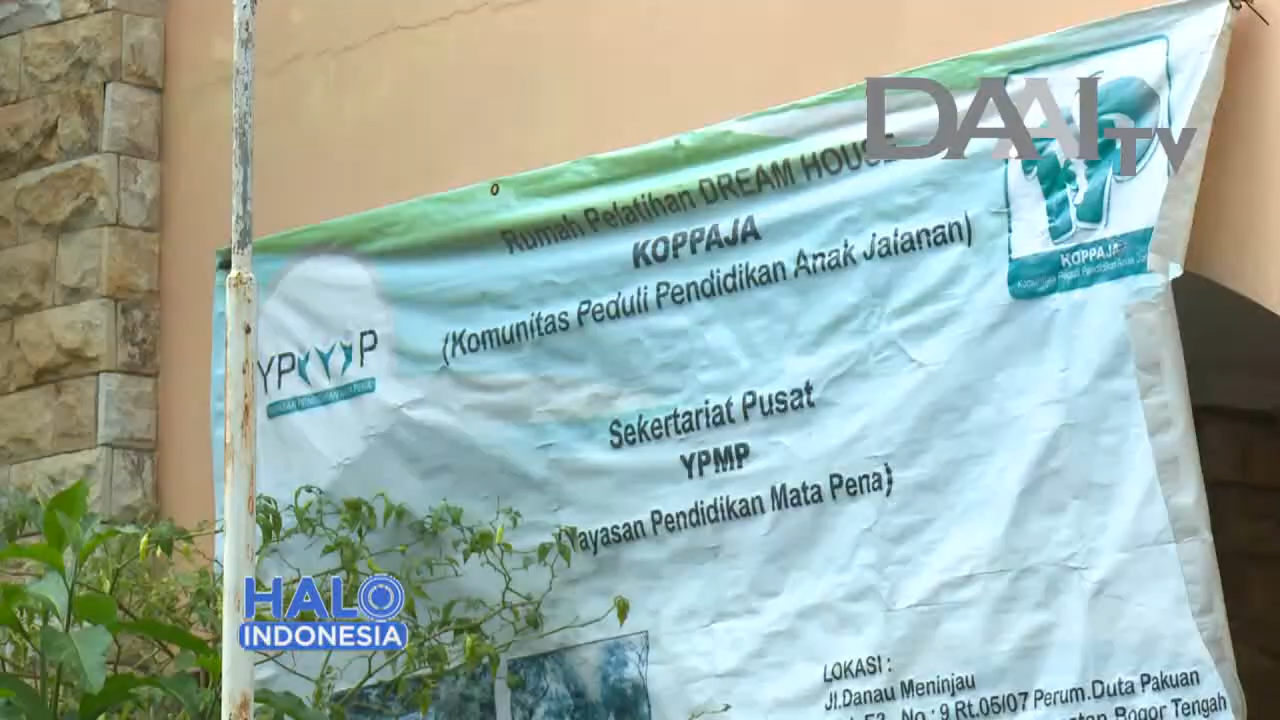 DAAI TV
Rumah Pelatihan DREAM HOUSE
KOPPAJA
(Komunitas Peduli Pendidikan Anak Jalanan)
KOPPAJA
YPMP
Sekertariat Pusat
YPMP
(Yayasan Pendidikan Mata Pena)
HALO
INDONESIA
LOKASI :
Jl.Danau Meninjau
No : 9 Rt.05/07 Perum.Duta Pakuan
Bogor Tengah